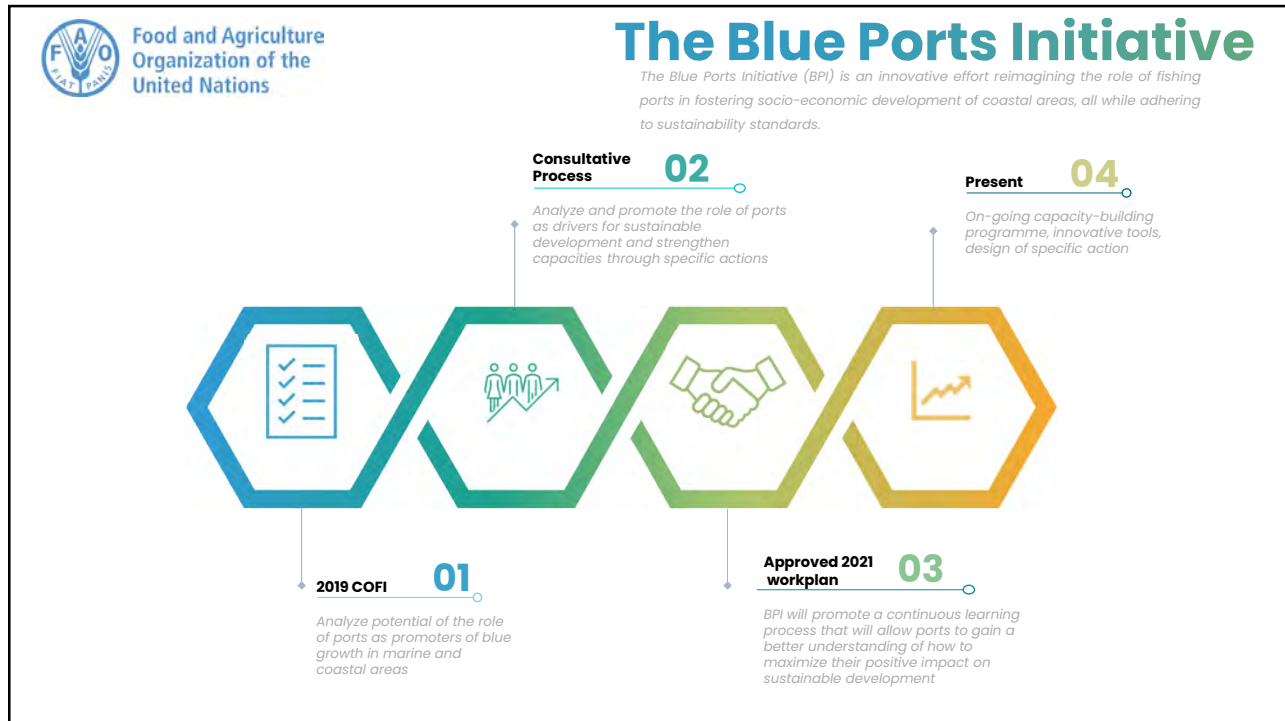 Food and Agriculture
Organization of the
United Nations
F A O
FIAT PANIS
The Blue Ports Initiative
The Blue Ports Initiative (BPI) is an innovative effort reimagining the role of fishing
ports in fostering socio-economic development of coastal areas, all while adhering
to sustainability standards.
Consultative
Process
02
Analyze and promote the role of ports
as drivers for sustainable
development and strengthen
capacities through specific actions
Present
04
On-going capacity-building
programme, innovative tools,
design of specific action
2019 COFI
01
Analyze potential of the role
of ports as promoters of blue
growth in marine and
coastal areas
Approved 2021
workplan
03
BPI will promote a continuous learning
process that will allow ports to gain a
better understanding of how to
maximize their positive impact on
sustainable development